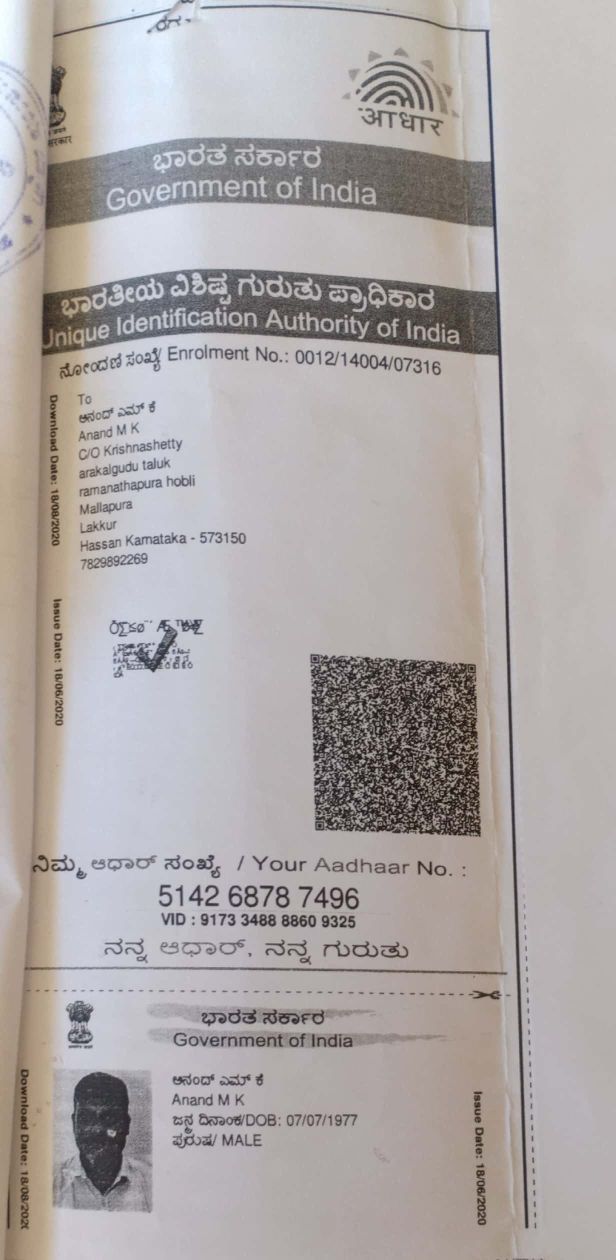 आधार
ಭಾರತ ಸರ್ಕಾರ
Government of India
ಭಾರತೀಯ ವಿಶಿಷ್ಟ ಗುರುತು ಪ್ರಾಧಿಕಾರ
Unique Identification Authority of India
ನೋಂದಣಿ ಸಂಖ್ಯೆ/ Enrolment No.: 0012/14004/07316
To
ಆನಂದ್ ಎಮ್ ಕೆ
Anand M K
C/O Krishnashetty
arakalgudu taluk
ramanathapura hobli
Mallapura
Lakkur
Hassan Karnataka - 573150
7829892269
Download Date: 18/08/2020
Issue Date: 18/06/2020
ನಿಮ್ಮ ಆಧಾರ್ ಸಂಖ್ಯೆ / Your Aadhaar No. :
5142 6878 7496
VID : 9173 3488 8860 9325
ನನ್ನ ಆಧಾರ್, ನನ್ನ ಗುರುತು
ಭಾರತ ಸರ್ಕಾರ
Government of India
ಆನಂದ್ ಎಮ್ ಕೆ
Anand M K
ಜನ್ಮ ದಿನಾಂಕ/DOB: 07/07/1977
ಪುರುಷ/ MALE
Download Date: 18/08/202
Issue Date: 18/06/2020